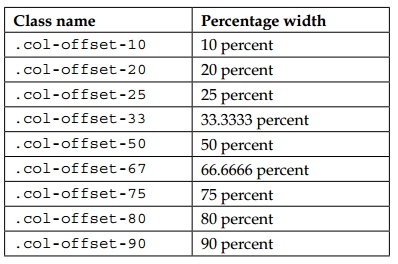 Class name Percentage width
.col-offset-10 10 percent
.col-offset-20 20 percent
.col-offset-25 25 percent
.col-offset-33 33.3333 percent
.col-offset-50 50 percent
.col-offset-67 66.6666 percent
.col-offset-75 75 percent
.col-offset-80 80 percent
.col-offset-90 90 percent